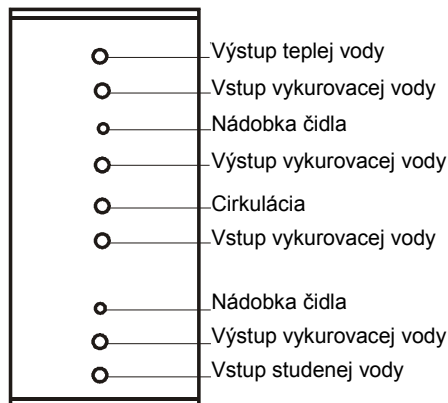 Výstup teplej vody
Vstup vykurovacej vody
Nádobka čidla
Výstup vykurovacej vody
Cirkulácia
Vstup vykurovacej vody
Nádobka čidla
Výstup vykurovacej vody
Vstup studenej vody